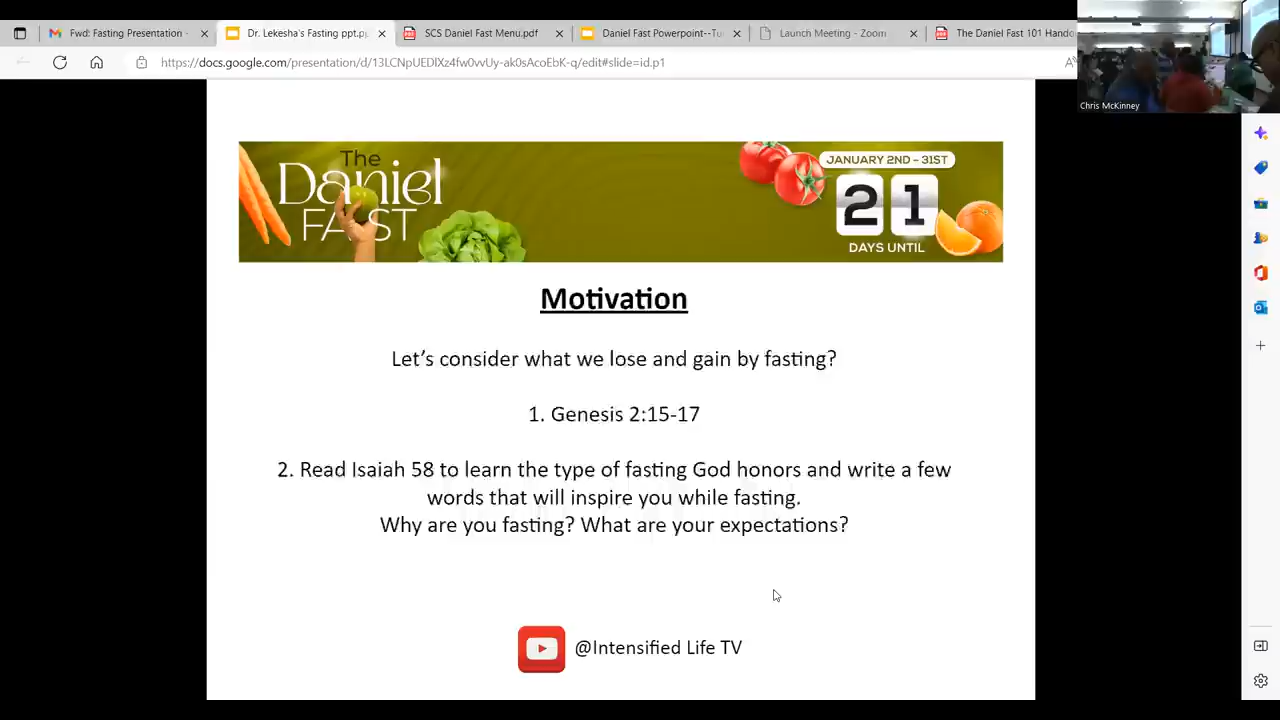 Fwd: Fasting Presentation -
Dr. Lekesha's Fasting ppt.pp
SCS Daniel Fast Menu.pdf
Daniel Fast Powerpoint--Tu
Launch Meeting - Zoom
The Daniel Fast 101 Hando
https://docs.google.com/presentation/d/13LCNpUEDlXz4fw0vvUy-ak0sAcoEbK-q/edit#slide=id.p1
Chris McKinney
The
Daniel
FAST
JANUARY 2ND - 31ST
21
DAYS UNTIL
Motivation
Let's consider what we lose and gain by fasting?
1. Genesis 2:15-17
2. Read Isaiah 58 to learn the type of fasting God honors and write a few
words that will inspire you while fasting.
Why are you fasting? What are your expectations?
@Intensified Life TV